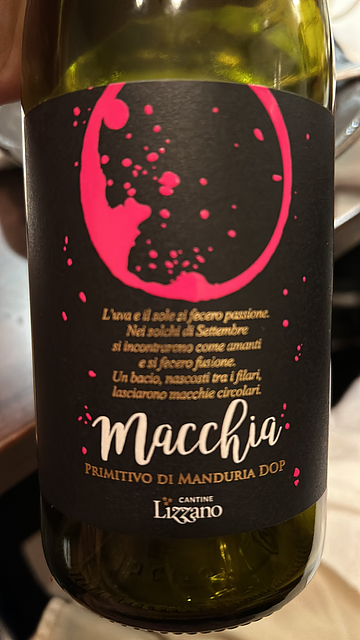 L'uva e il sole si fecero passione.
Nei solchi di Settembre
si incontrarono come amanti
e si fecero fusione.
Un bacio, nascosti tra i filari,
lasciarono macchie circolari.
Macchia
PRIMITIVO DI MANDURIA DOP
CANTINE
Lizzano